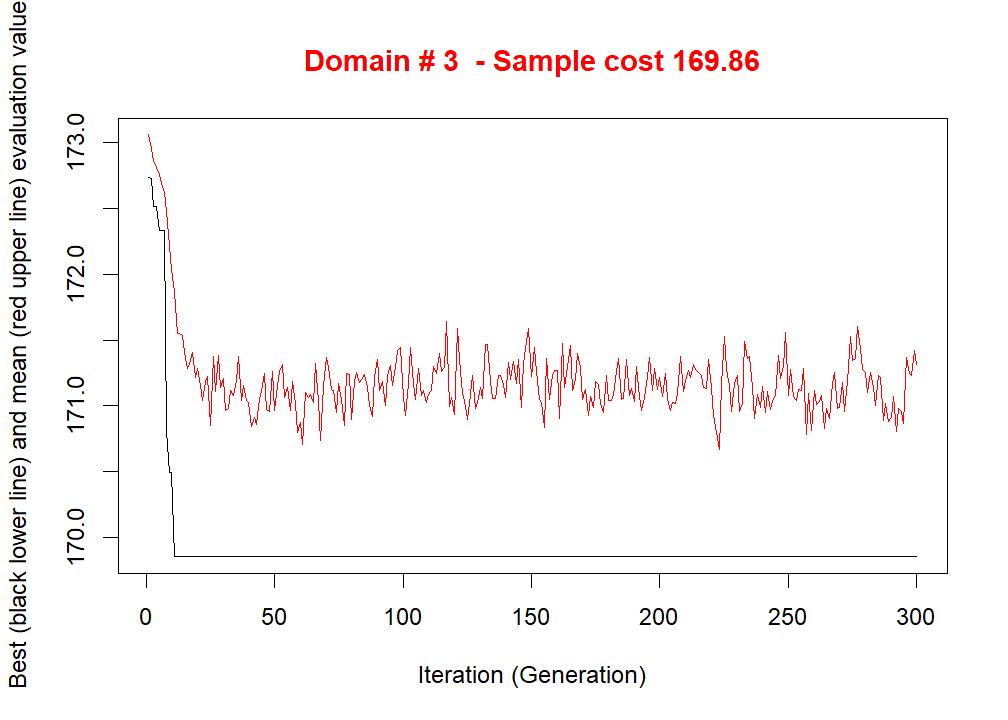 Domain # 3  - Sample cost 169.86
Best (black lower line) and mean (red upper line) evaluation value
173.0
172.0
171.0
170.0
0 50 100 150 200 250 300
Iteration (Generation)